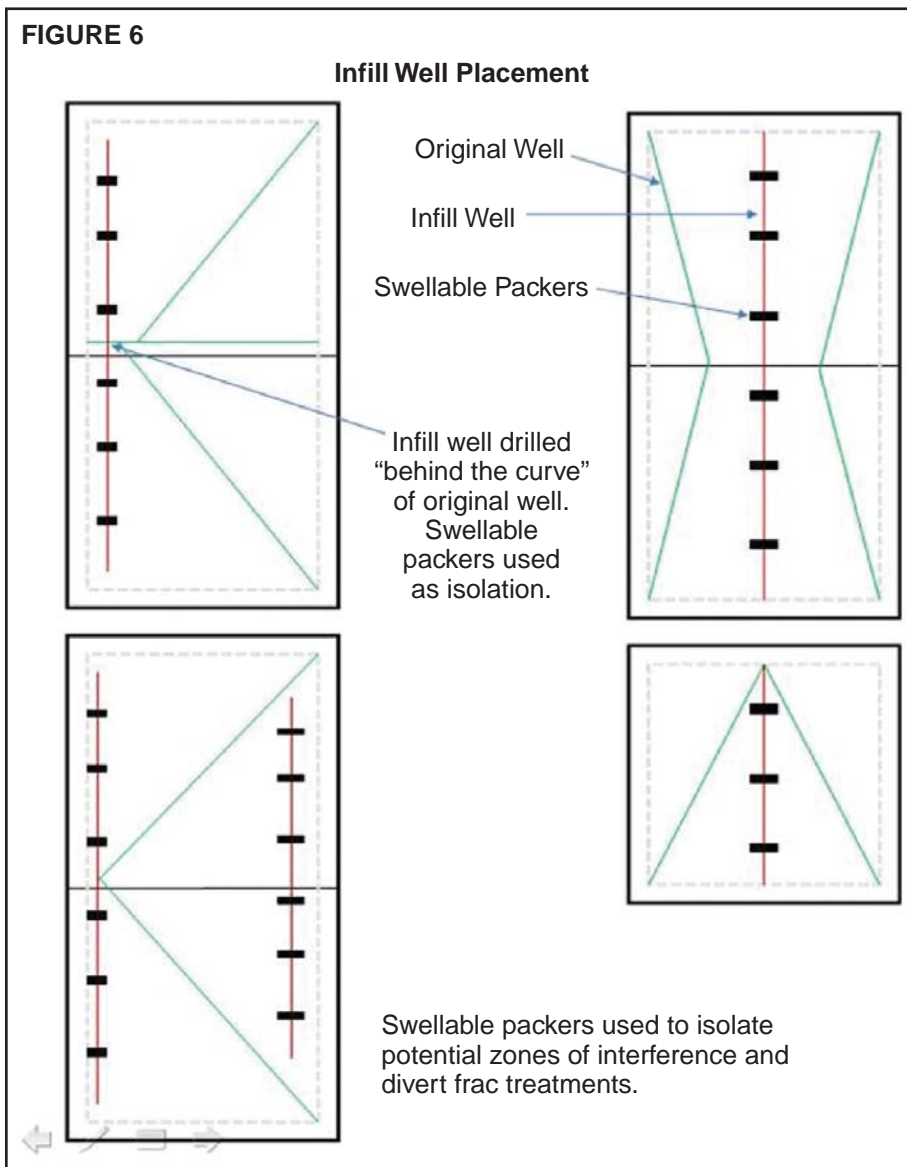 FIGURE 6
Infill Well Placement
Original Well
Infill Well
Swellable Packers
Infill well drilled
“behind the curve”
of original well.
Swellable
packers used
as isolation.
Swellable packers used to isolate
potential zones of interference and
divert frac treatments.